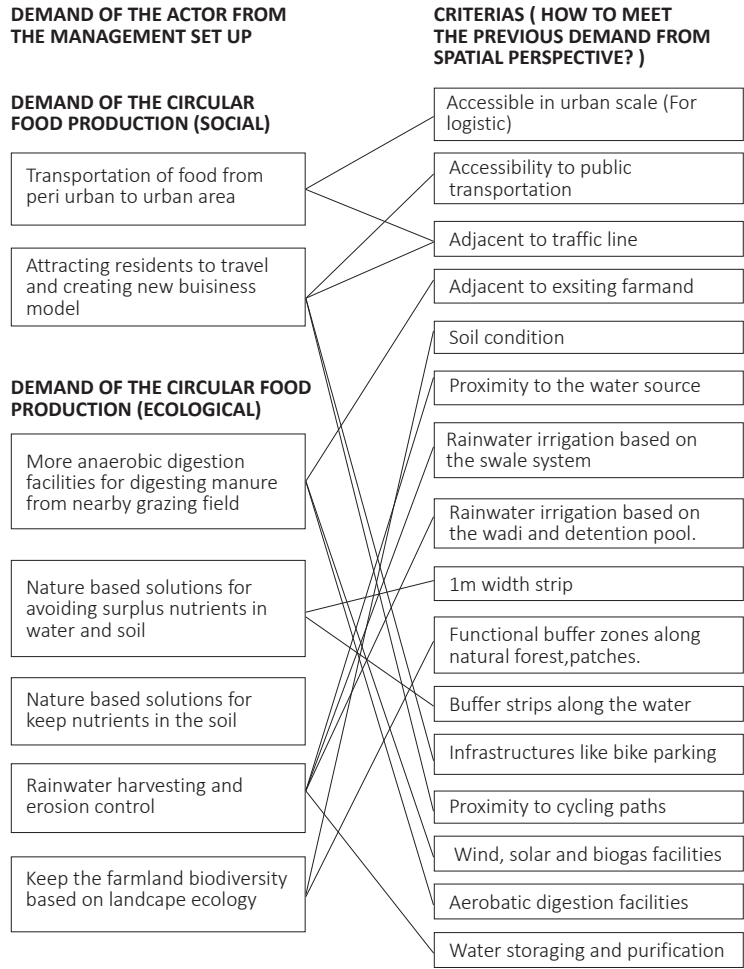 DEMAND OF THE ACTOR FROM
THE MANAGEMENT SET UP
DEMAND OF THE CIRCULAR
FOOD PRODUCTION (SOCIAL)
Transportation of food from
peri urban to urban area
Attracting residents to travel
and creating new buisiness
model
DEMAND OF THE CIRCULAR FOOD
PRODUCTION (ECOLOGICAL)
More anaerobic digestion
facilities for digesting manure
from nearby grazing field
Nature based solutions for
avoiding surplus nutrients in
water and soil
Nature based solutions for
keep nutrients in the soil
Rainwater harvesting and
erosion control
Keep the farmland biodiversity
based on landcape ecology
CRITERIAS ( HOW TO MEET
THE PREVIOUS DEMAND FROM
SPATIAL PERSPECTIVE? )
Accessible in urban scale (For
logistic)
Accessibility to public
transportation
Adjacent to traffic line
Adjacent to exsiting farmand
Soil condition
Proximity to the water source
Rainwater irrigation based on
the swale system
Rainwater irrigation based on
the wadi and detention pool.
1m width strip
Functional buffer zones along
natural forest,patches.
Buffer strips along the water
Infrastructures like bike parking
Proximity to cycling paths
Wind, solar and biogas facilities
Aerobatic digestion facilities
Water storaging and purification